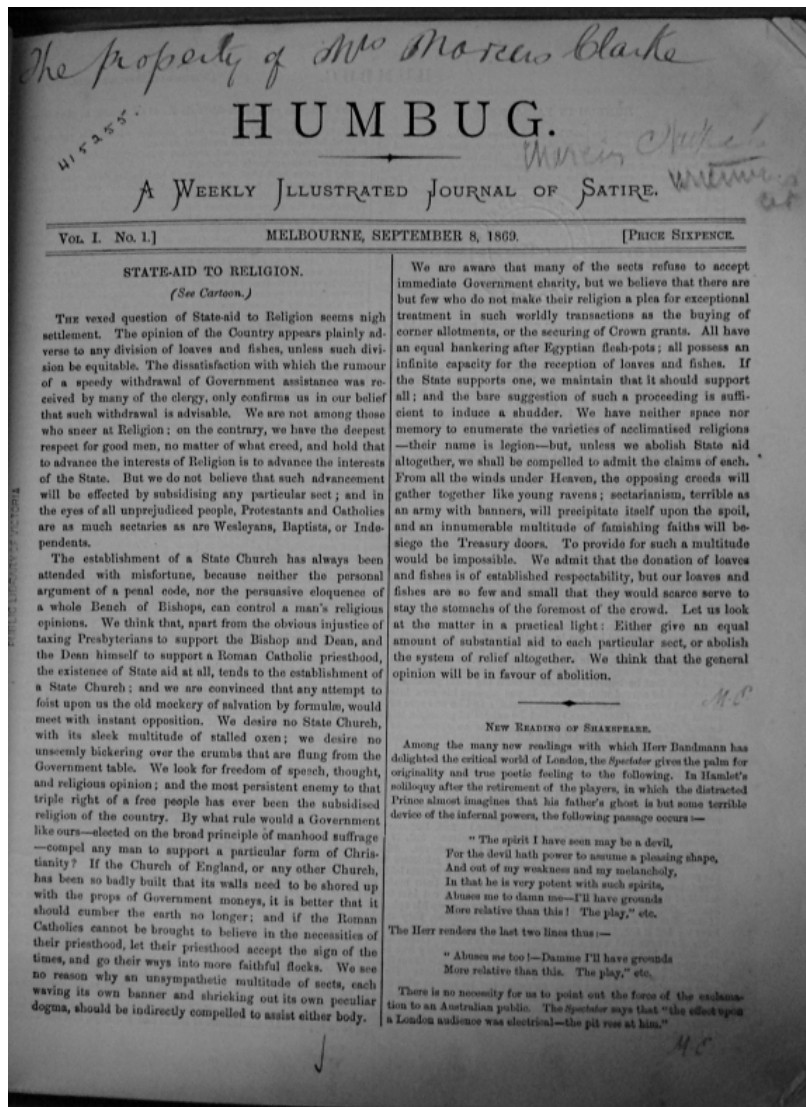 The property of Mrs Marcus Clarke
415255.
HUMBUG.
Marcus
A WEEKLY ILLUSTRATED JOURNAL OF SATIRE.
VOL. I. No. 1.] MELBOURNE, SEPTEMBER 8, 1869. [PRICE SIXPENCE.
STATE-AID TO RELIGION.
(See Cartoon.)
THE vexed question of State-aid to Religion seems nigh
settlement. The opinion of the Country appears plainly ad-
verse to any division of loaves and fishes, unless such divi-
sion be equitable. The dissatisfaction with which the rumour
of a speedy withdrawal of Government assistance was re-
ceived by many of the clergy, only confirms us in our belief
that such withdrawal is advisable. We are not among those
who sneer at Religion; on the contrary, we have the deepest
respect for good men, no matter of what creed, and hold that
to advance the interests of Religion is to advance the interests
of the State. But we do not believe that such advancement
will be effected by subsidising any particular sect; and in
the eyes of all unprejudiced people, Protestants and Catholics
are as much sectaries as are Wesleyans, Baptists, or Inde-
pendents.
The establishment of a State Church has always been
attended with misfortune, because neither the personal
argument of a penal code, nor the persuasive eloquence of
a whole Bench of Bishops, can control a man's religious
opinions. We think that, apart from the obvious injustice of
taxing Presbyterians to support the Bishop and Dean, and
the Dean himself to support a Roman Catholic priesthood,
the existence of State aid at all, tends to the establishment of
a State Church; and we are convinced that any attempt to
foist upon us the old mockery of salvation by formulæ, would
meet with instant opposition. We desire no State Church,
with its sleek multitude of stalled oxen; we desire no
unseemly bickering over the crumbs that are flung from the
Government table. We look for freedom of speech, thought,
and religious opinion; and the most persistent enemy to that
triple right of a free people has ever been the subsidised
religion of the country. By what rule would a Government
like ours—elected on the broad principle of manhood suffrage
—compel any man to support a particular form of Chris-
tianity? If the Church of England, or any other Church,
has been so badly built that its walls need to be shored up
with the props of Government moneys, it is better that it
should cumber the earth no longer; and if the Roman
Catholics cannot be brought to believe in the necessities of
their priesthood, let their priesthood accept the sign of the
times, and go their ways into more faithful flocks. We see
no reason why an unsympathetic multitude of sects, each
waving its own banner and shrieking out its own peculiar
dogma, should be indirectly compelled to assist either body.
We are aware that many of the sects refuse to accept
immediate Government charity, but we believe that there are
but few who do not make their religion a plea for exceptional
treatment in such worldly transactions as the buying of
corner allotments, or the securing of Crown grants. All have
an equal hankering after Egyptian flesh-pots; all possess an
infinite capacity for the reception of loaves and fishes. If
the State supports one, we maintain that it should support
all; and the bare suggestion of such a proceeding is suffi-
cient to induce a shudder. We have neither space nor
memory to enumerate the varieties of acclimatised religions
—their name is legion—but, unless we abolish State aid
altogether, we shall be compelled to admit the claims of each.
From all the winds under Heaven, the opposing creeds will
gather together like young ravens; sectarianism, terrible as
an army with banners, will precipitate itself upon the spoil,
and an innumerable multitude of famishing faiths will be-
siege the Treasury doors. To provide for such a multitude
would be impossible. We admit that the donation of loaves
and fishes is of established respectability, but our loaves and
fishes are so few and small that they would scarce serve to
stay the stomachs of the foremost of the crowd. Let us look
at the matter in a practical light: Either give an equal
amount of substantial aid to each particular sect, or abolish
the system of relief altogether. We think that the general
opinion will be in favour of abolition.
M.C
NEW READING OF SHAKSPEARE.
Among the many new readings with which Herr Bandmann has
delighted the critical world of London, the Spectator gives the palm for
originality and true poetic feeling to the following. In Hamlet's
soliloquy after the retirement of the players, in which the distracted
Prince almost imagines that his father's ghost is but some terrible
device of the infernal powers, the following passage occurs:—
"The spirit I have seen may be a devil,
For the devil hath power to assume a pleasing shape,
And out of my weakness and my melancholy,
In that he is very potent with such spirits,
Abuses me to damn me—I'll have grounds
More relative than this! The play," etc.
The Herr renders the last two lines thus:—
"Abuses me too!—Damme I'll have grounds
More relative than this. The play," etc.
There is no necessity for us to point out the force of the exclama-
tion to an Australian public. The Spectator says that "the effect upon
a London audience was electrical—the pit rose at him."
M.C